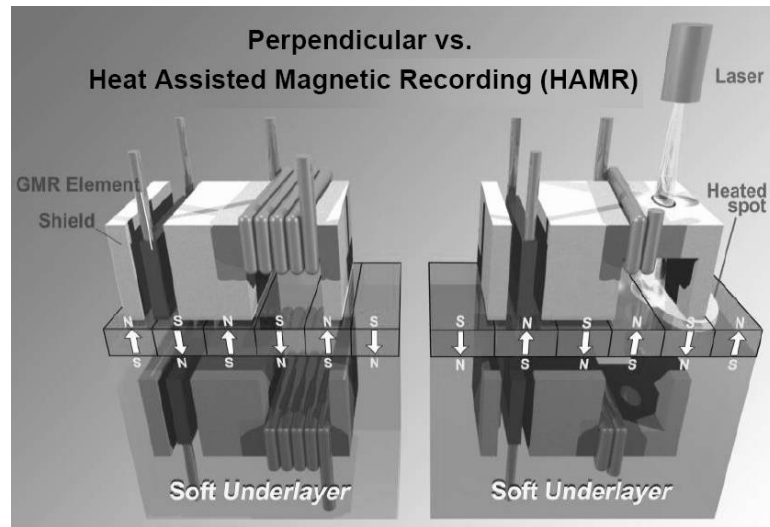 Perpendicular vs.
Heat Assisted Magnetic Recording (HAMR)
Laser
GMR Element
Shield
Heated
spot
N S N S N S
S N S N S N
S N S N S N
N S N S N S
Soft Underlayer
Soft Underlayer